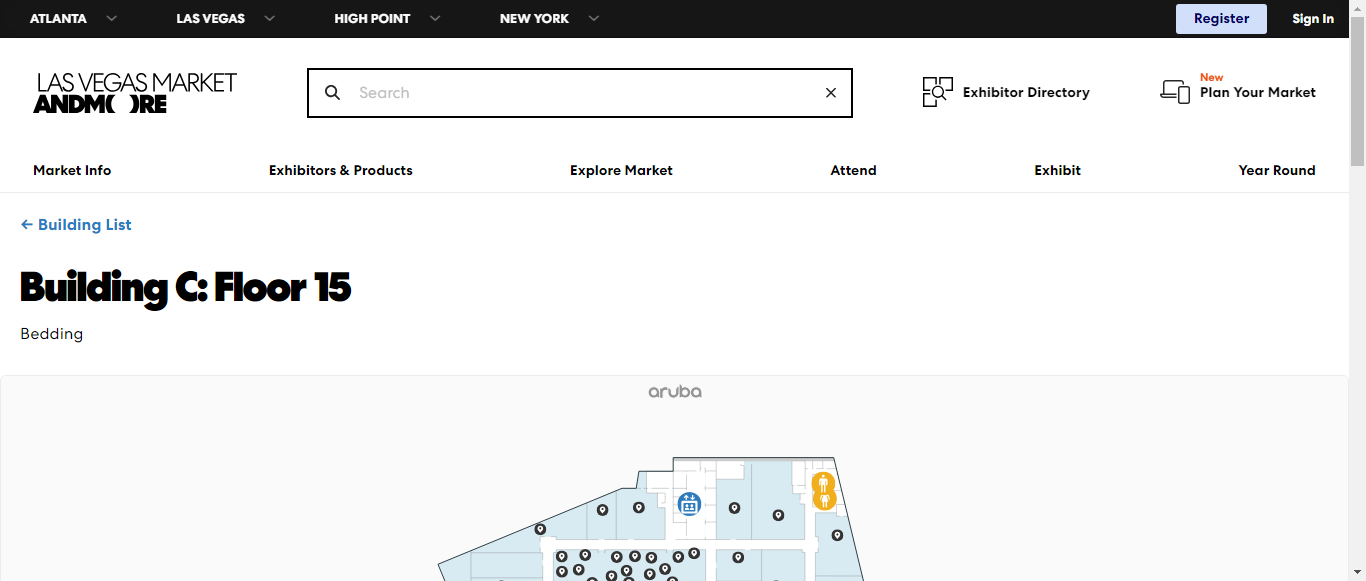 ATLANTA
LAS VEGAS
HIGH POINT
NEW YORK
Register
Sign In
LAS VEGAS MARKET
ANDMORE
Search
Exhibitor Directory
New
Plan Your Market
Market Info
Exhibitors & Products
Explore Market
Attend
Exhibit
Year Round
← Building List
Building C: Floor 15
Bedding
aruba